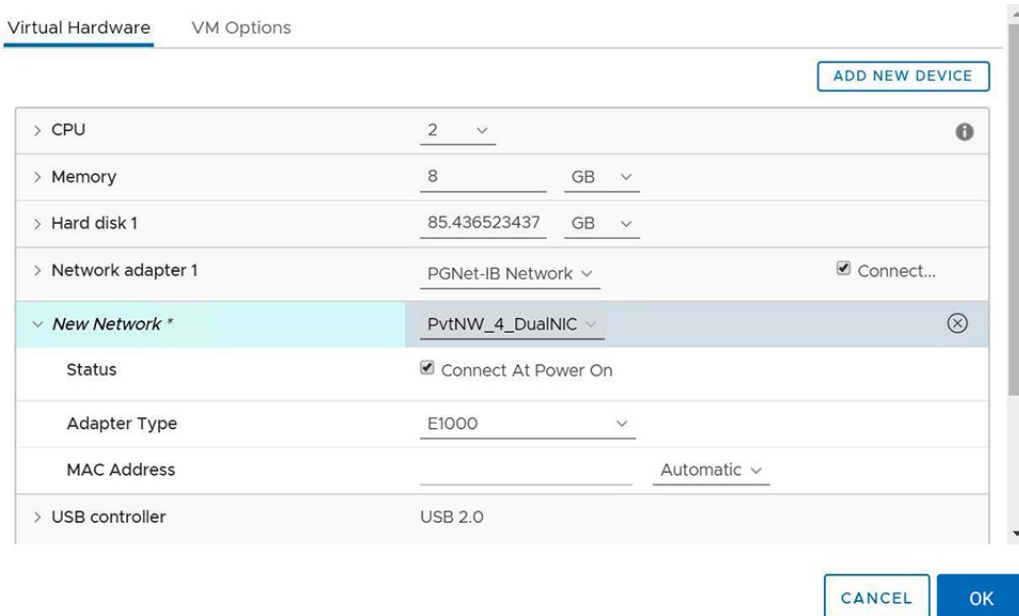 Virtual Hardware VM Options
ADD NEW DEVICE
CPU 2
Memory 8 GB
Hard disk 1 85.436523437 GB
Network adapter 1 PGNet-IB Network Connect...
New Network * PvtNW_4_DualNIC
Status Connect At Power On
Adapter Type E1000
MAC Address Automatic
USB controller USB 2.0
CANCEL OK